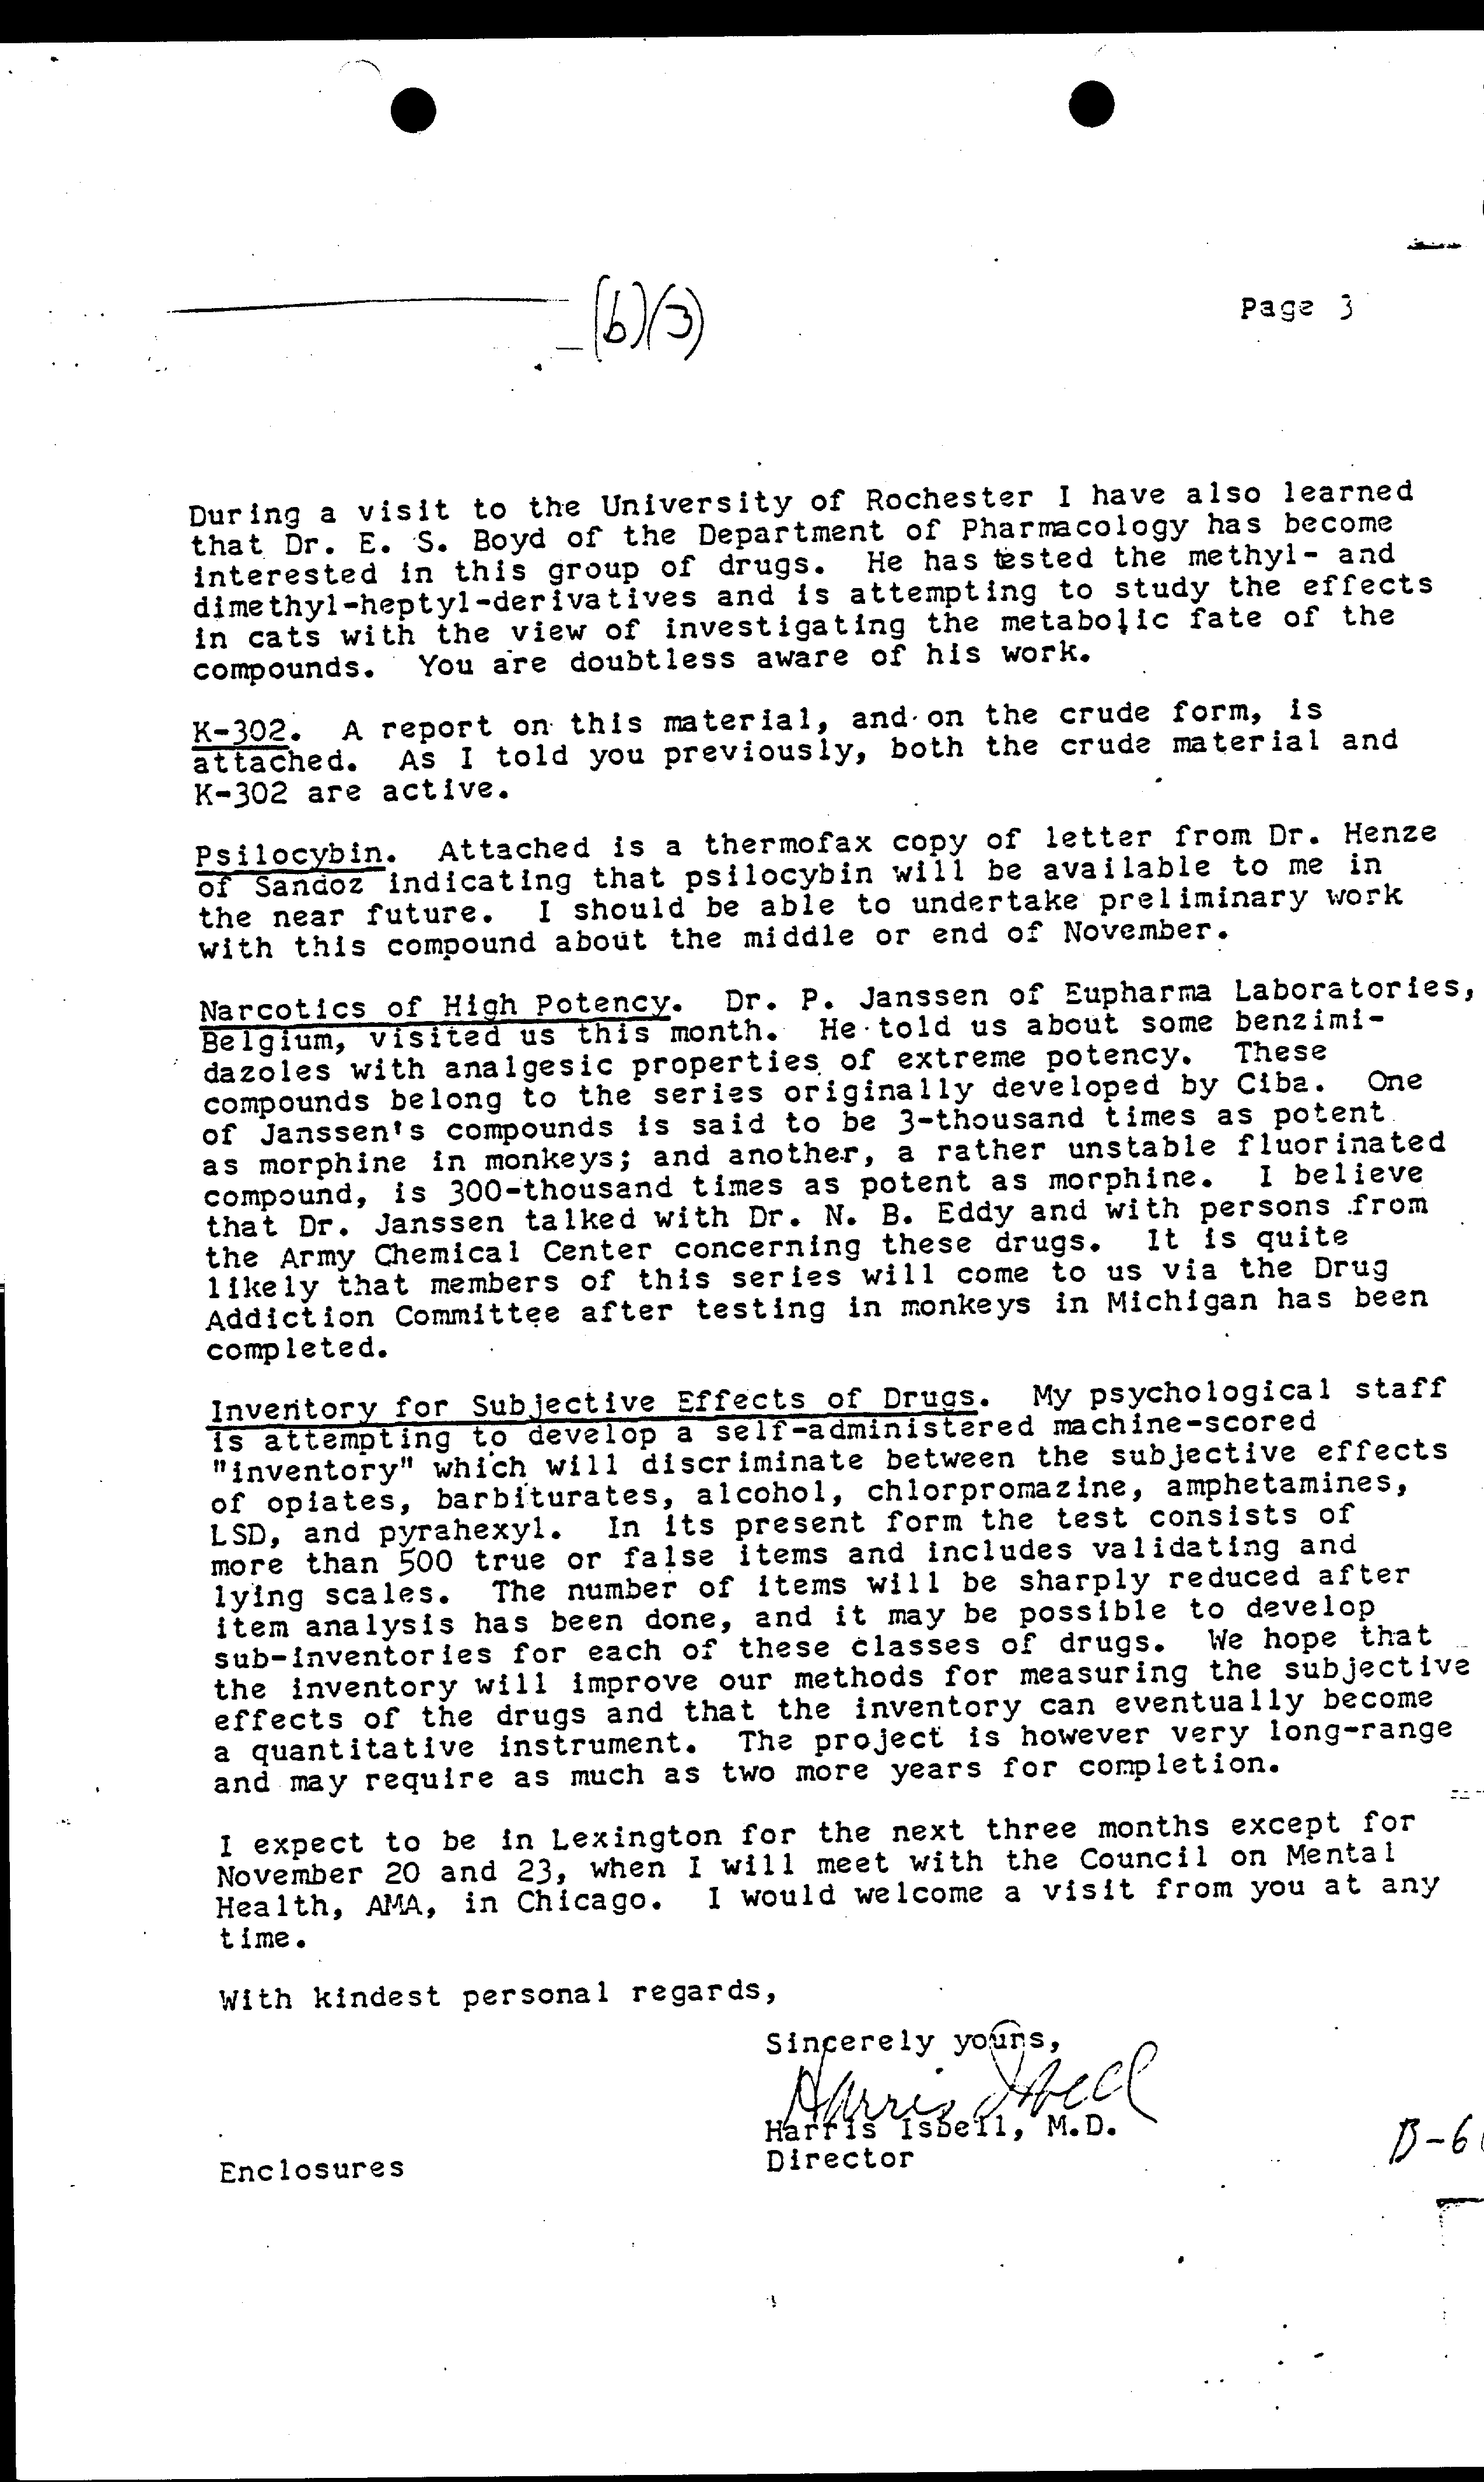 (b)(3)
Page 3
During a visit to the University of Rochester I have also learned
that Dr. E. S. Boyd of the Department of Pharmacology has become
interested in this group of drugs. He has tested the methyl- and
dimethyl-heptyl-derivatives and is attempting to study the effects
in cats with the view of investigating the metabolic fate of the
compounds. You are doubtless aware of his work.
K-302. A report on this material, and on the crude form, is
attached. As I told you previously, both the crude material and
K-302 are active.
Psilocybin. Attached is a thermofax copy of letter from Dr. Henze
of Sandoz indicating that psilocybin will be available to me in
the near future. I should be able to undertake preliminary work
with this compound about the middle or end of November.
Narcotics of High Potency. Dr. P. Janssen of Eupharma Laboratories,
Belgium, visited us this month. He told us about some benzimi-
dazoles with analgesic properties of extreme potency. These
compounds belong to the series originally developed by Ciba. One
of Janssen's compounds is said to be 3-thousand times as potent
as morphine in monkeys; and another, a rather unstable fluorinated
compound, is 300-thousand times as potent as morphine. I believe
that Dr. Janssen talked with Dr. N. B. Eddy and with persons from
the Army Chemical Center concerning these drugs. It is quite
likely that members of this series will come to us via the Drug
Addiction Committee after testing in monkeys in Michigan has been
completed.
Inventory for Subjective Effects of Drugs. My psychological staff
is attempting to develop a self-administered machine-scored
"inventory" which will discriminate between the subjective effects
of opiates, barbiturates, alcohol, chlorpromazine, amphetamines,
LSD, and pyrahexyl. In its present form the test consists of
more than 500 true or false items and includes validating and
lying scales. The number of items will be sharply reduced after
item analysis has been done, and it may be possible to develop
sub-inventories for each of these classes of drugs. We hope that
the inventory will improve our methods for measuring the subjective
effects of the drugs and that the inventory can eventually become
a quantitative instrument. The project is however very long-range
and may require as much as two more years for completion.
I expect to be in Lexington for the next three months except for
November 20 and 23, when I will meet with the Council on Mental
Health, AMA, in Chicago. I would welcome a visit from you at any
time.
With kindest personal regards,
Sincerely yours,
Harris Isbell
Harris Isbell, M.D.
Director
B-6
Enclosures